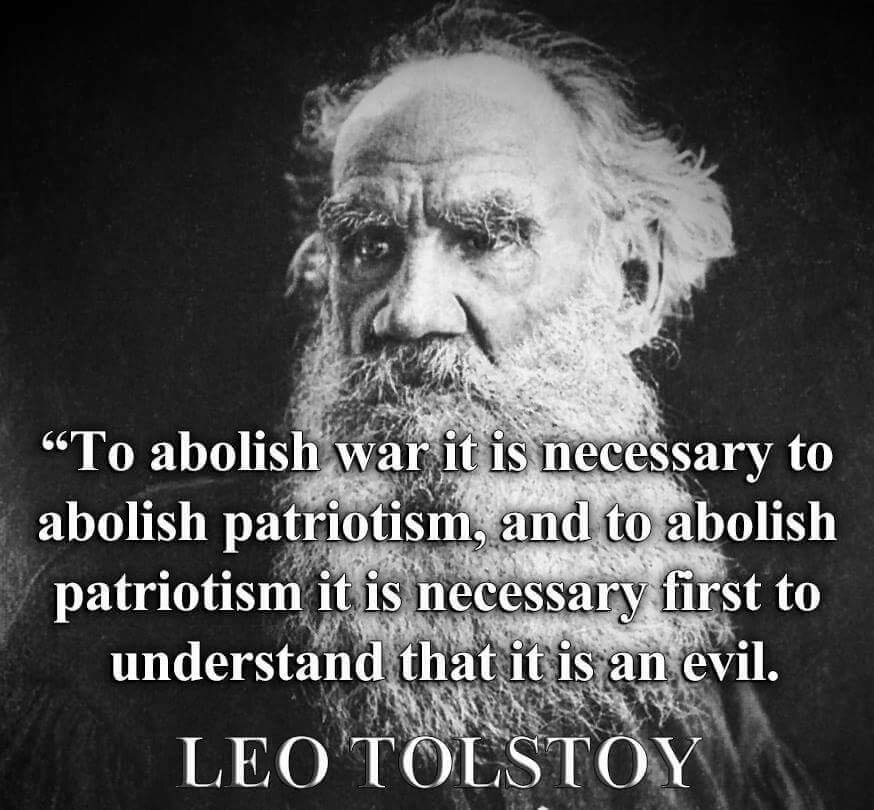 “To abolish war it is necessary to
abolish patriotism, and to abolish
patriotism it is necessary first to
understand that it is an evil.
LEO TOLSTOY